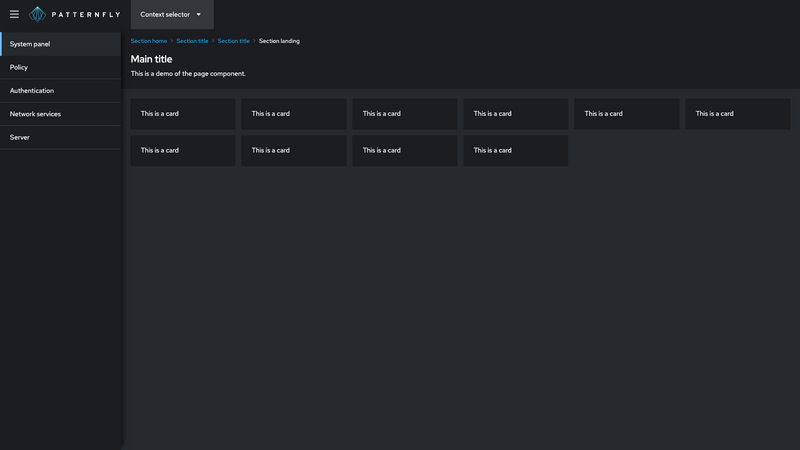 PATTERNFLY
Context selector
System panel
Policy
Authentication
Network services
Server
Section home > Section title > Section title > Section landing
Main title
This is a demo of the page component.
This is a card
This is a card
This is a card
This is a card
This is a card
This is a card
This is a card
This is a card
This is a card
This is a card